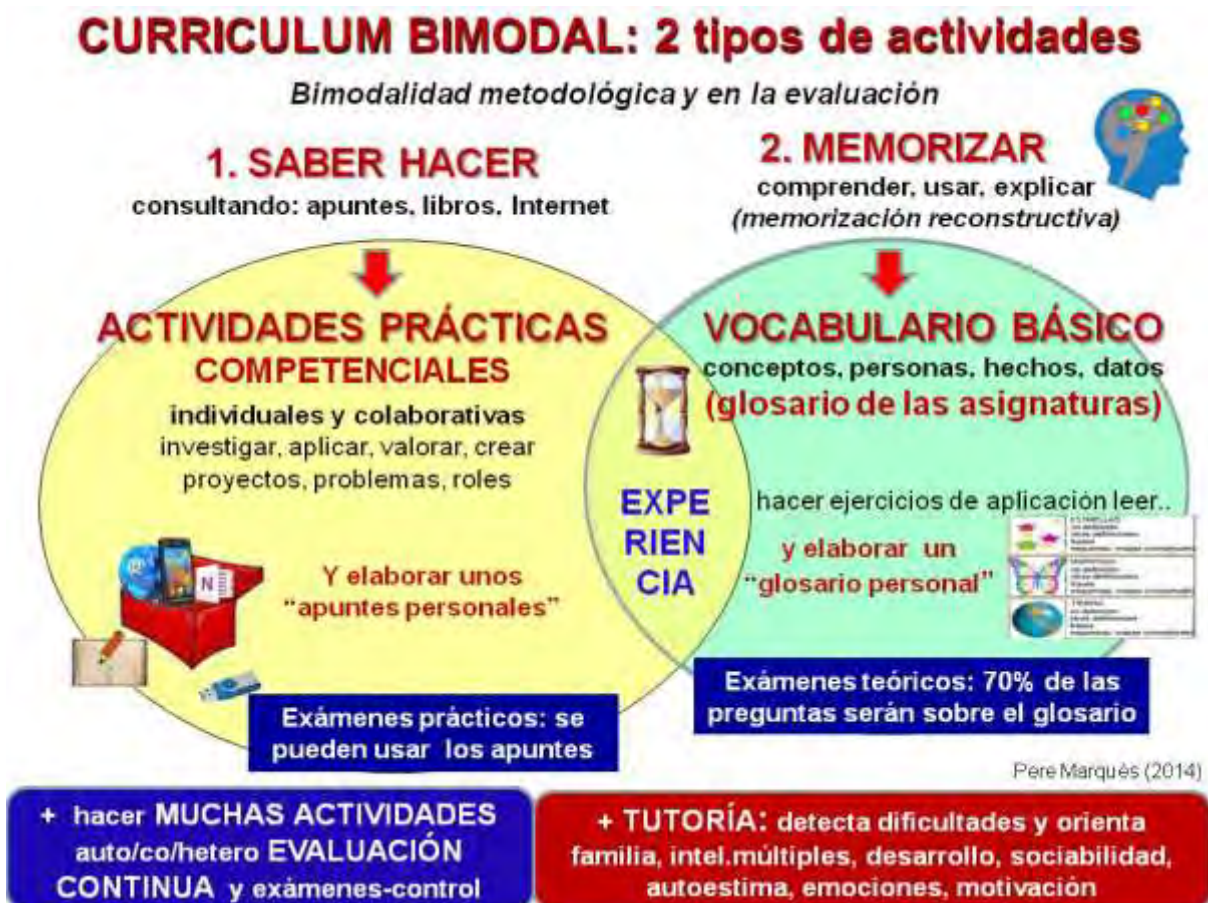 CURRICULUM BIMODAL: 2 tipos de actividades
Bimodalidad metodológica y en la evaluación
1. SABER HACER
consultando: apuntes, libros, Internet
2. MEMORIZAR
comprender, usar, explicar
(memorización reconstructiva)
ACTIVIDADES PRÁCTICAS
COMPETENCIALES
individuales y colaborativas
investigar, aplicar, valorar, crear
proyectos, problemas, roles
Y elaborar unos
“apuntes personales”
Exámenes prácticos: se
pueden usar los apuntes
EXPE
RIEN
CIA
VOCABULARIO BÁSICO
conceptos, personas, hechos, datos
(glosario de las asignaturas)
hacer ejercicios de aplicación leer..
y elaborar un
“glosario personal”
Exámenes teóricos: 70% de las
preguntas serán sobre el glosario
Pere Marquès (2014)
+ hacer MUCHAS ACTIVIDADES
auto/co/hetero EVALUACIÓN
CONTINUA y exámenes-control
+ TUTORÍA: detecta dificultades y orienta
familia, intel.múltiples, desarrollo, sociabilidad,
autoestima, emociones, motivación